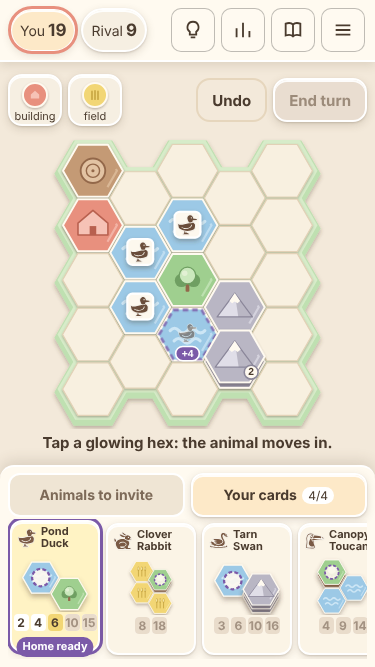 You 19
Rival 9
building
field
Undo
End turn
+4
2
Tap a glowing hex: the animal moves in.
Animals to invite
Your cards 4/4
Pond
Duck
2 4 6 10 15
Home ready
Clover
Rabbit
8 18
Tarn
Swan
3 6 10 16
Canopy
Toucan
4 9 14